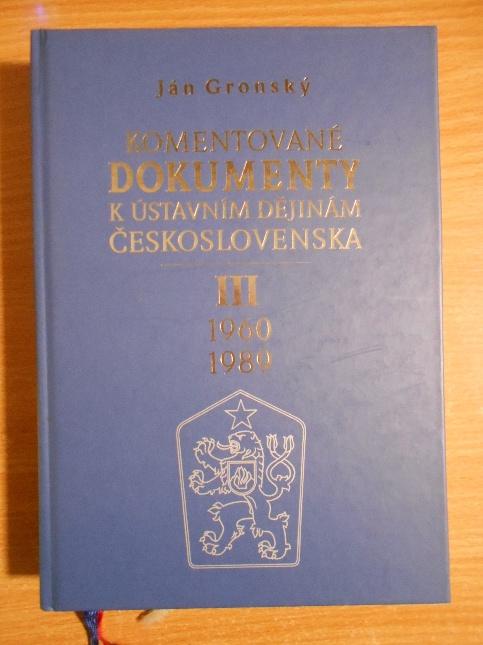 Ján Gronský
KOMENTOVANÉ
DOKUMENTY
K ÚSTAVNÍM DĚJINÁM
ČESKOSLOVENSKA
III
1960
1989